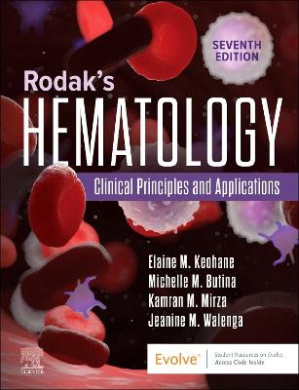 SEVENTH
EDITION
Rodak's
HEMATOLOGY
Clinical Principles and Applications
Elaine M. Keohane
Michelle M. Butina
Kamran M. Mirza
Jeanine M. Walenga
ELSEVIER
Evolve
Student Resources on Evolve
Access Code Inside